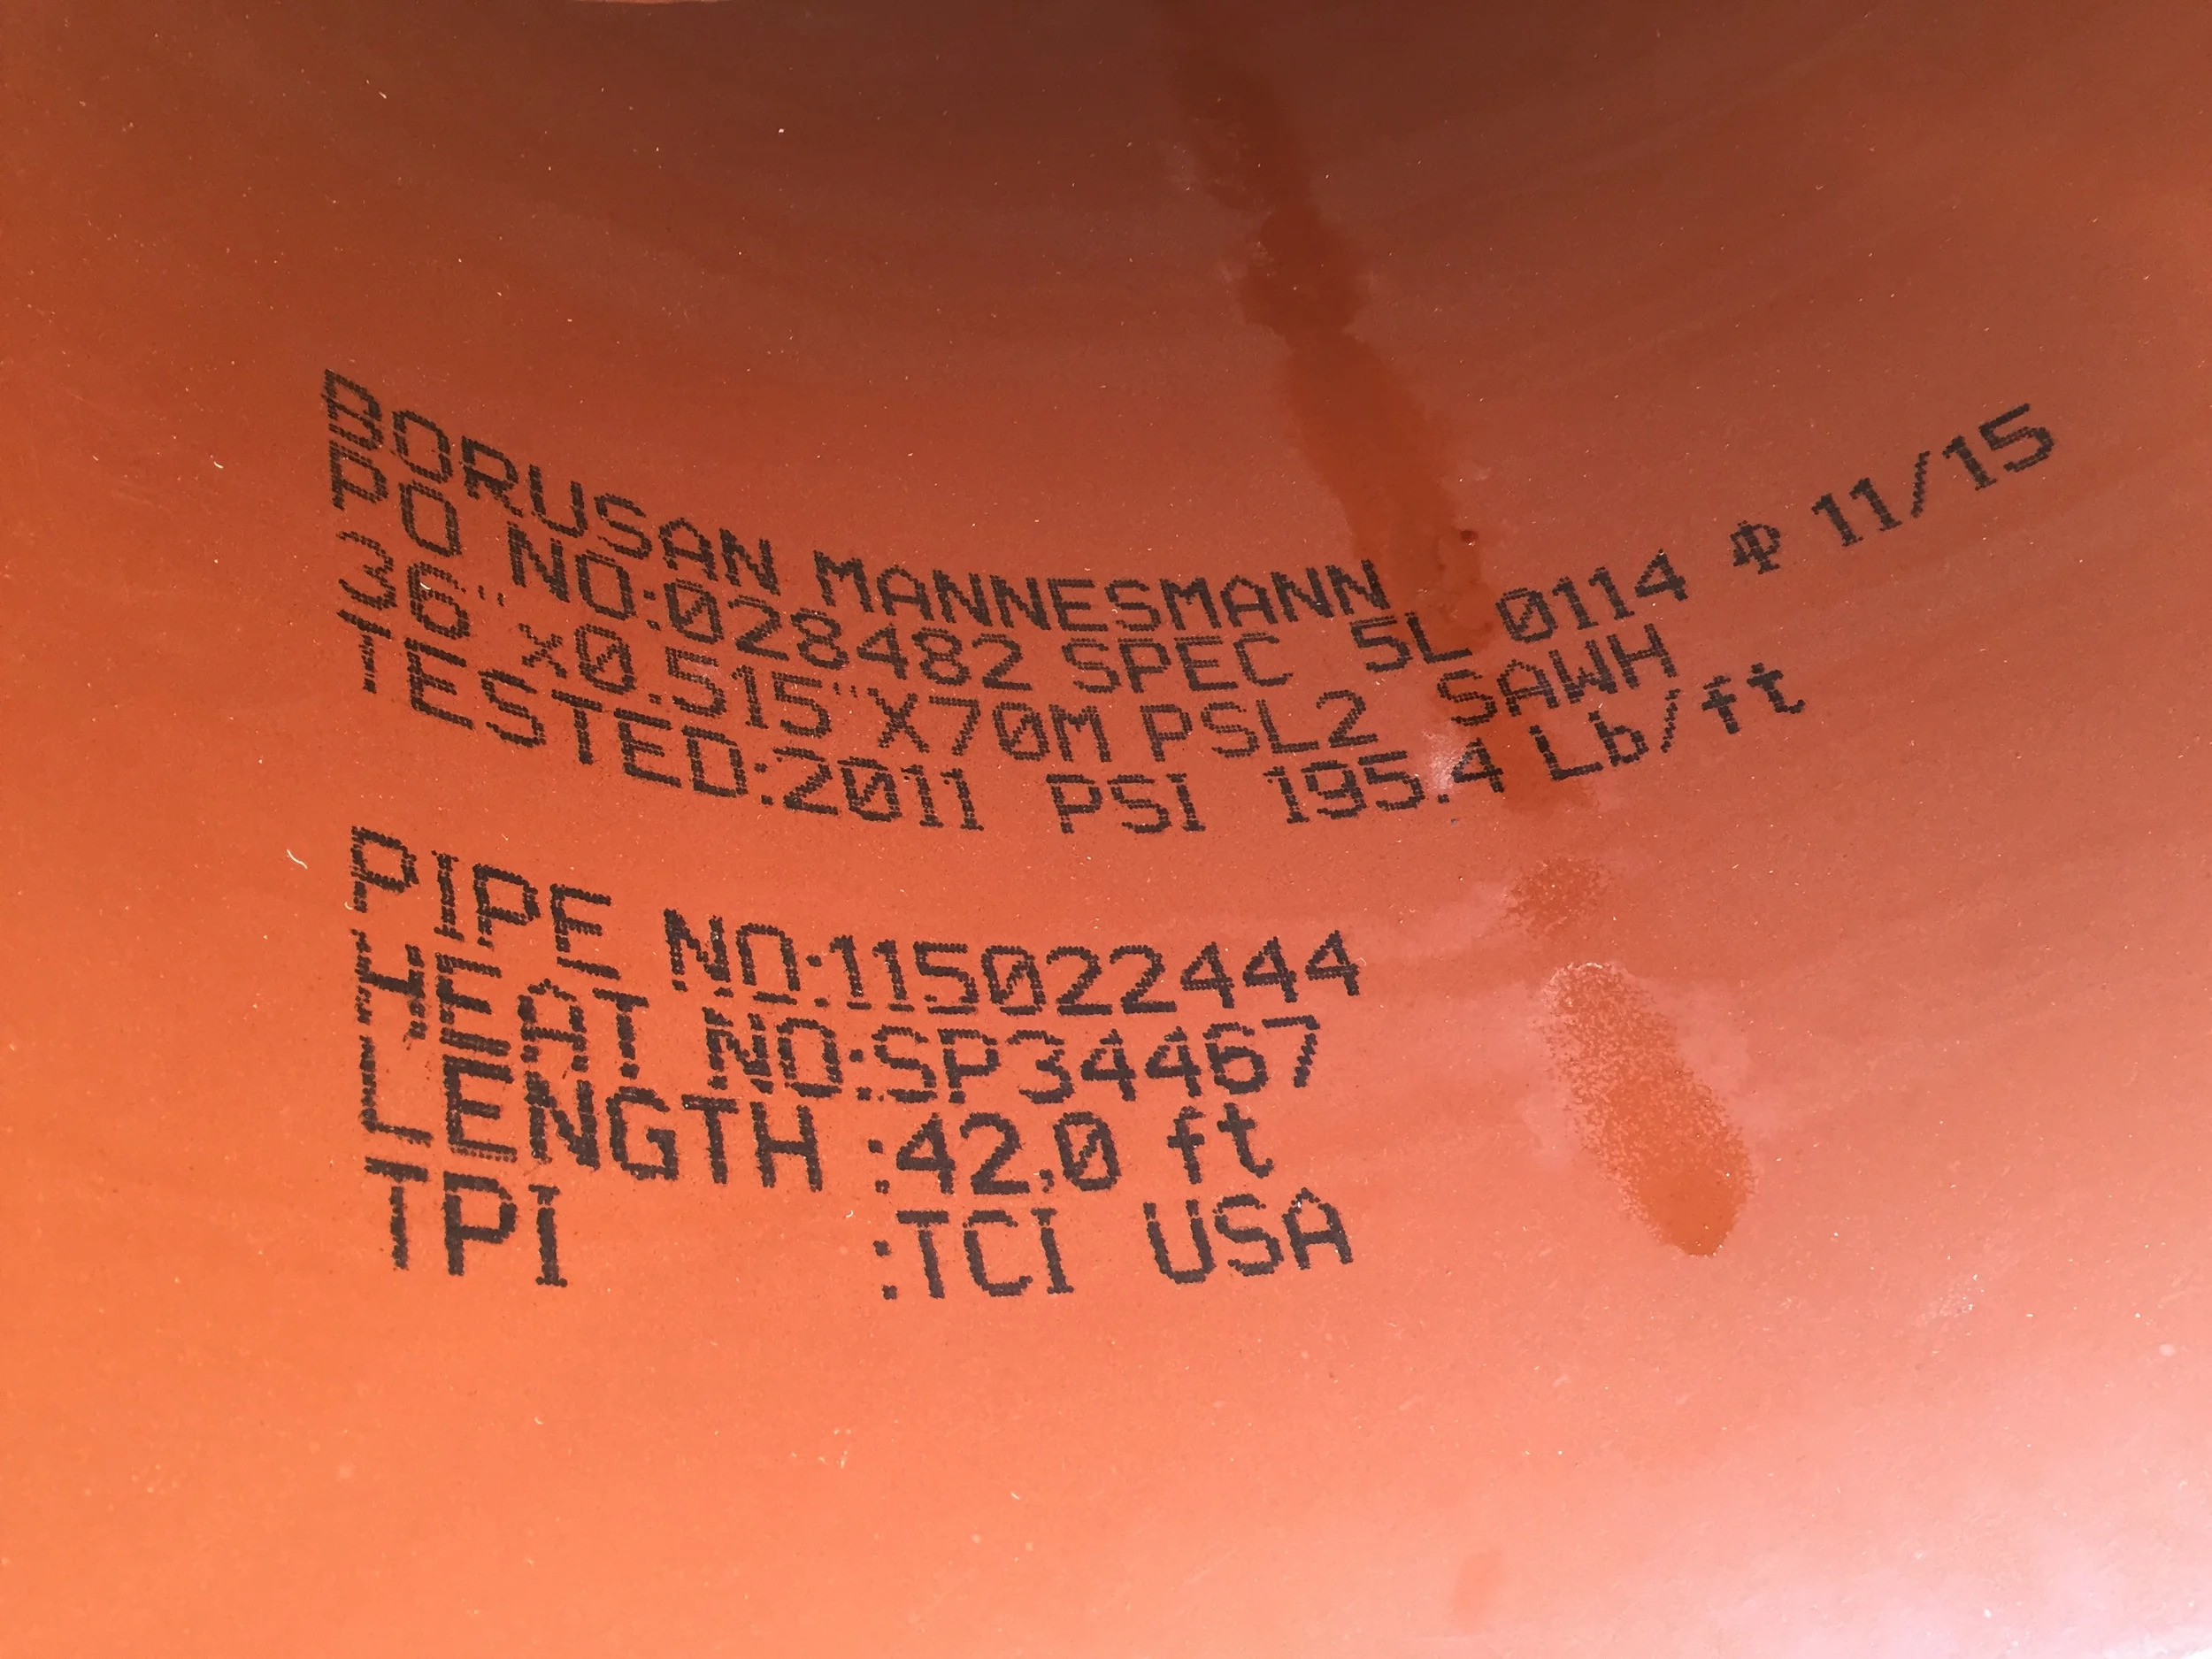 BORUSAN MANNESMANN
PO NO:028482 SPEC 5L 0114 Φ 11/15
36" x0.515"X70M PSL2 SAWH
TESTED:2011 PSI 195.4 Lb/ft
PIPE NO:115022444
HEAT NO:SP34467
LENGTH :42.0 ft
TPI :TCI USA